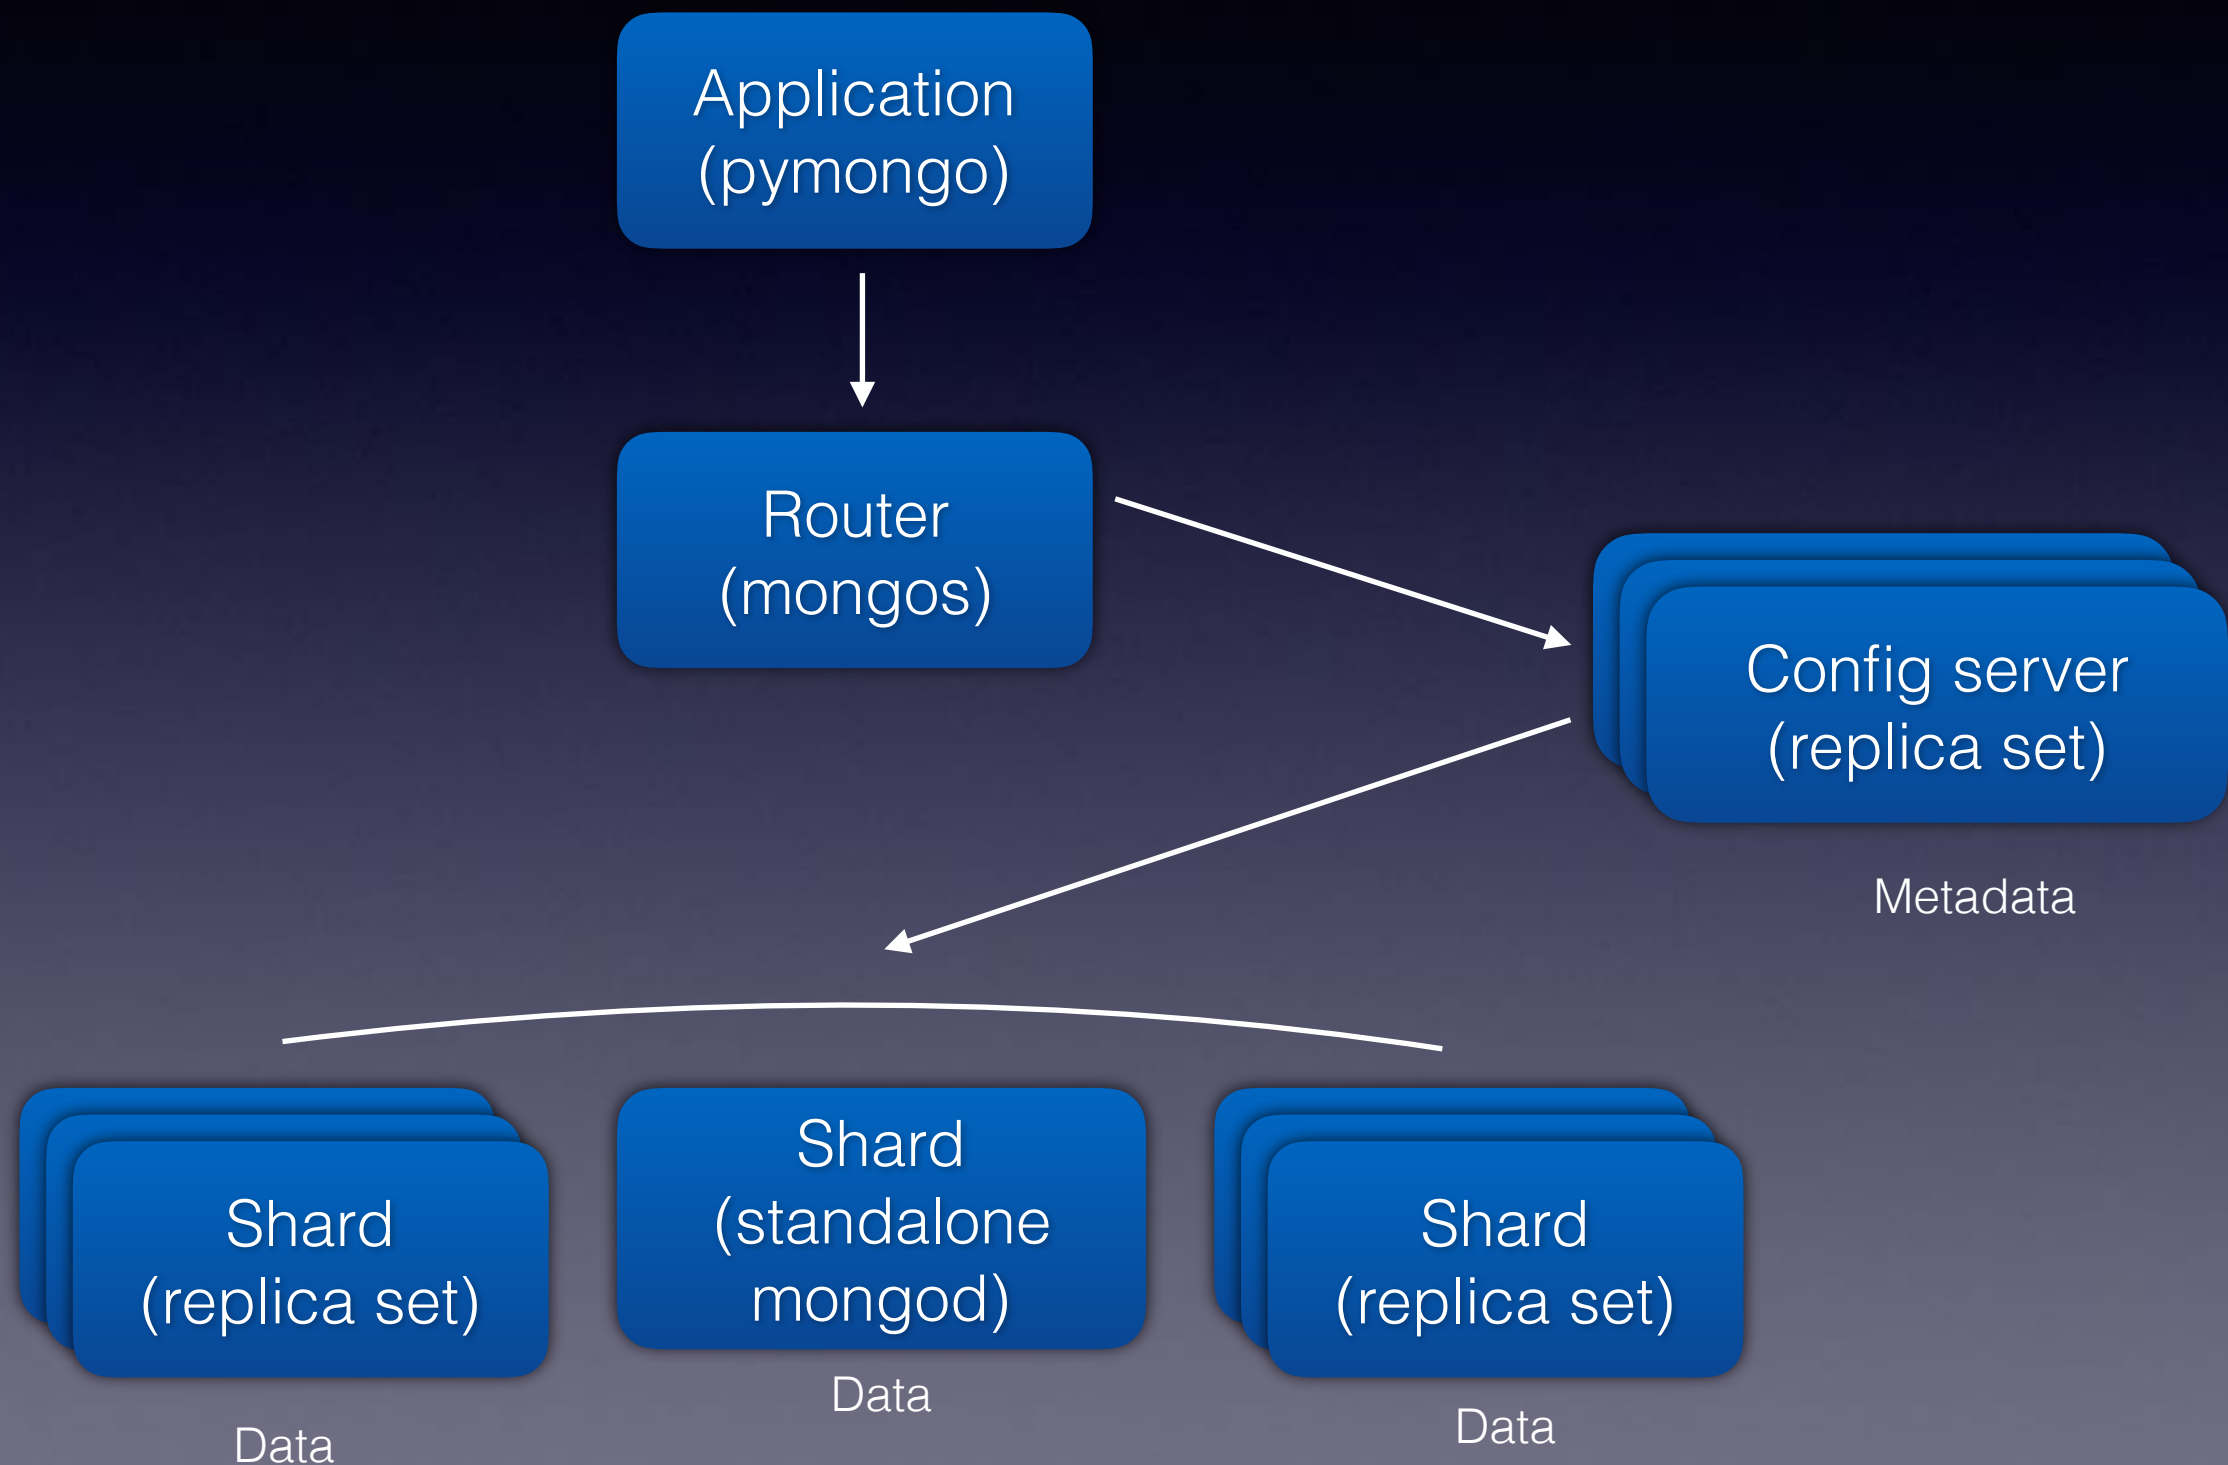 Application
(pymongo)
Router
(mongos)
Config server
(replica set)
Metadata
Shard
(replica set)
Data
Shard
(standalone
mongod)
Data
Shard
(replica set)
Data